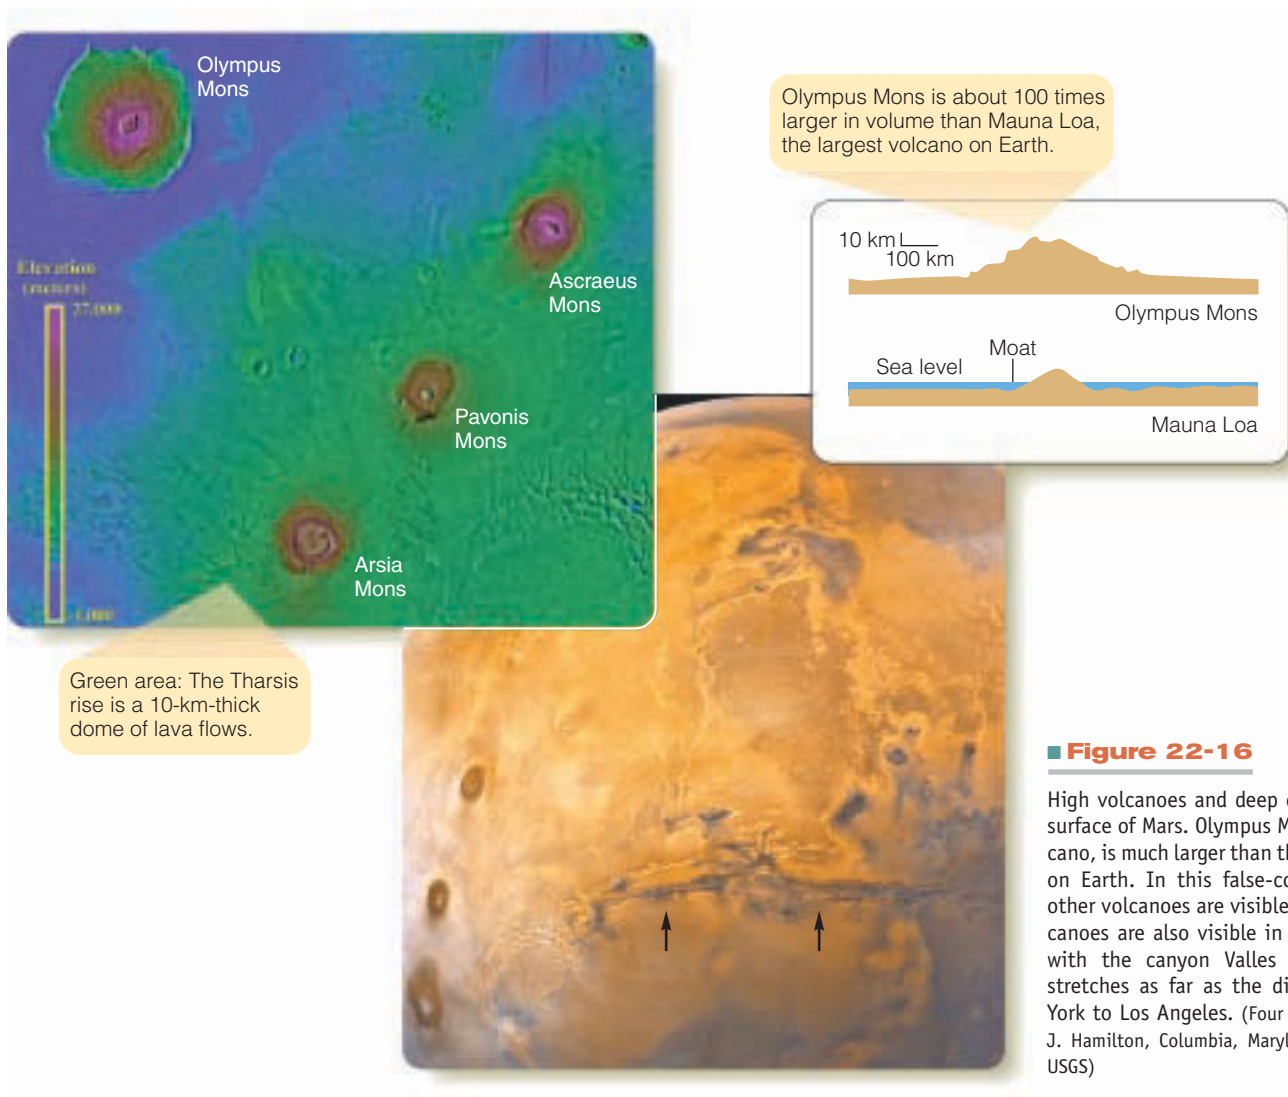 Olympus
Mons
Elevation
(meters)
27,000
Ascraeus
Mons
Pavonis
Mons
Arsia
Mons
Green area: The Tharsis
rise is a 10-km-thick
dome of lava flows.
Olympus Mons is about 100 times
larger in volume than Mauna Loa,
the largest volcano on Earth.
10 km
100 km
Olympus Mons
Moat
Sea level
Mauna Loa
Figure 22-16
High volcanoes and deep
surface of Mars. Olympus M
cano, is much larger than th
on Earth. In this false-co
other volcanoes are visible
canoes are also visible in
with the canyon Valles
stretches as far as the di
York to Los Angeles. (Four
J. Hamilton, Columbia, Maryl
USGS)